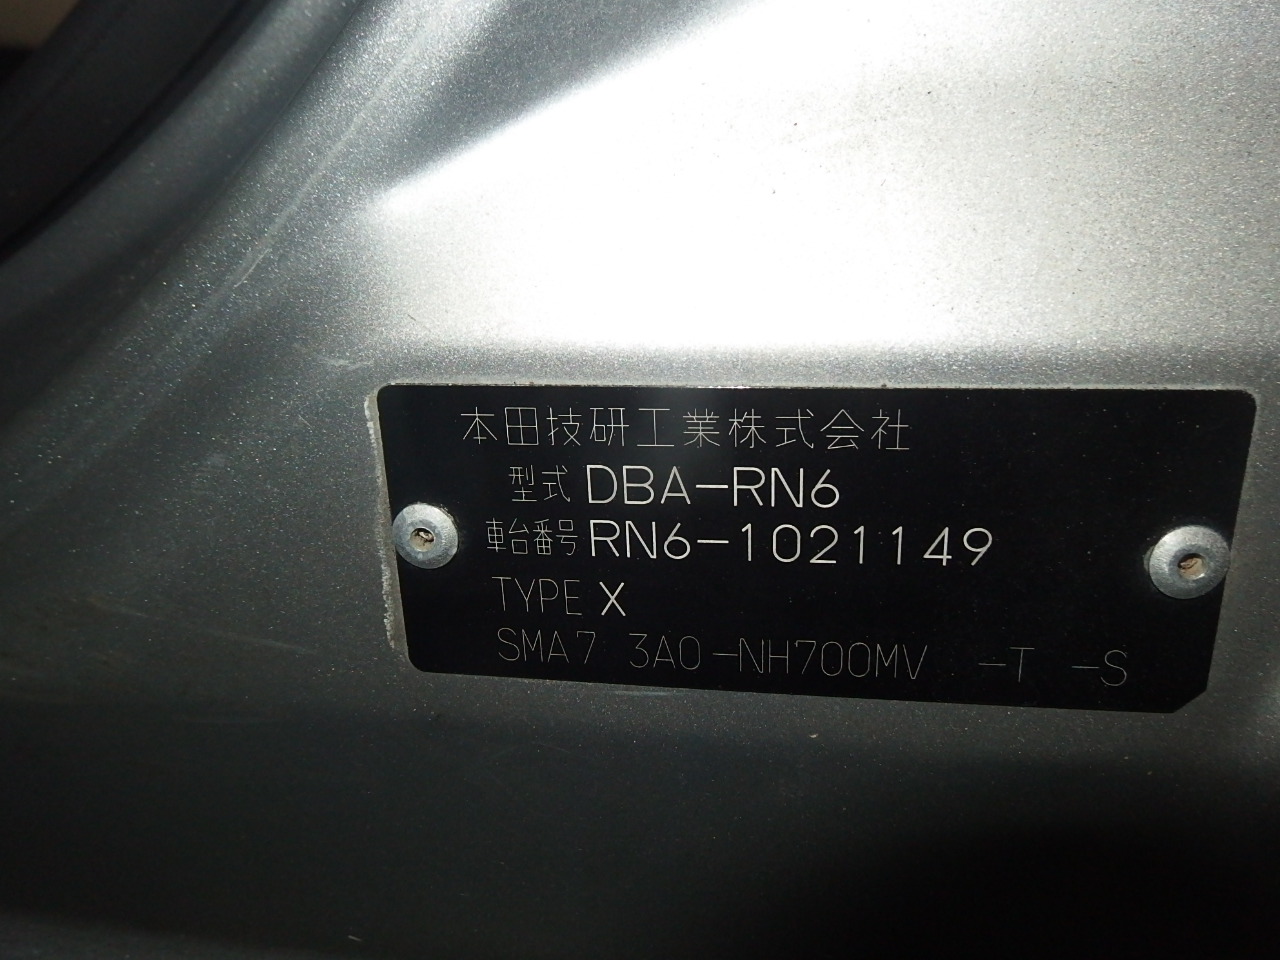 本田技研工業株式会社
型式 DBA-RN6
車台番号 RN6-1021149
TYPE X
SMA7 3A0-NH700MV -T -S